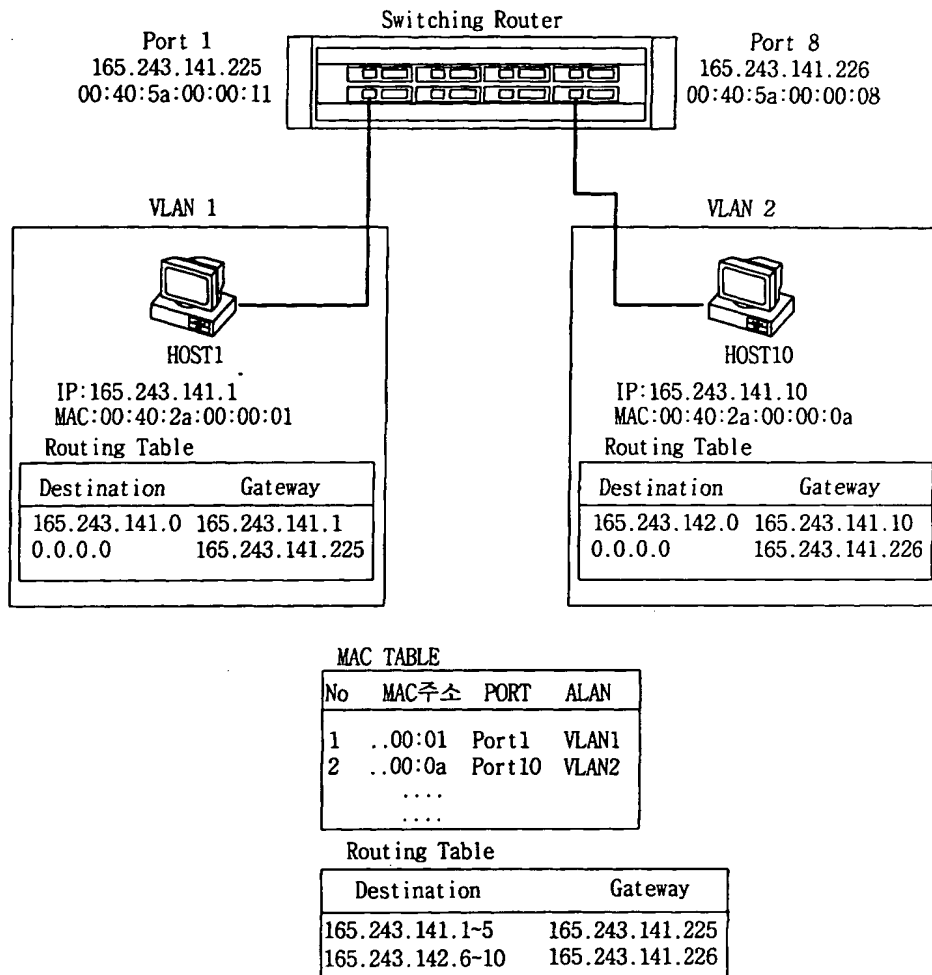 Switching Router
Port 1
165.243.141.225
00:40:5a:00:00:11
Port 8
165.243.141.226
00:40:5a:00:00:08
VLAN 1
HOST1
IP:165.243.141.1
MAC:00:40:2a:00:00:01
Routing Table
Destination Gateway
165.243.141.0 165.243.141.1
0.0.0.0 165.243.141.225
VLAN 2
HOST10
IP:165.243.141.10
MAC:00:40:2a:00:00:0a
Routing Table
Destination Gateway
165.243.142.0 165.243.141.10
0.0.0.0 165.243.141.226
MAC TABLE
No MAC주소 PORT ALAN
1 ..00:01 Port1 VLAN1
2 ..00:0a Port10 VLAN2
....
....
Routing Table
Destination Gateway
165.243.141.1~5 165.243.141.225
165.243.142.6~10 165.243.141.226